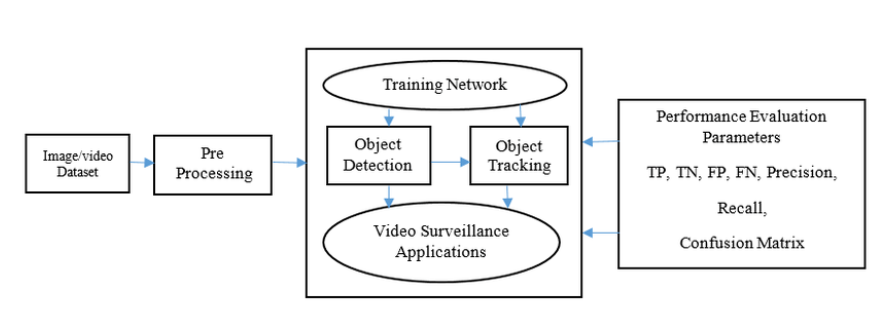 Training Network
Image/video
Dataset
Pre
Processing
Object
Detection
Object
Tracking
Video Surveillance
Applications
Performance Evaluation
Parameters
TP, TN, FP, FN, Precision,
Recall,
Confusion Matrix